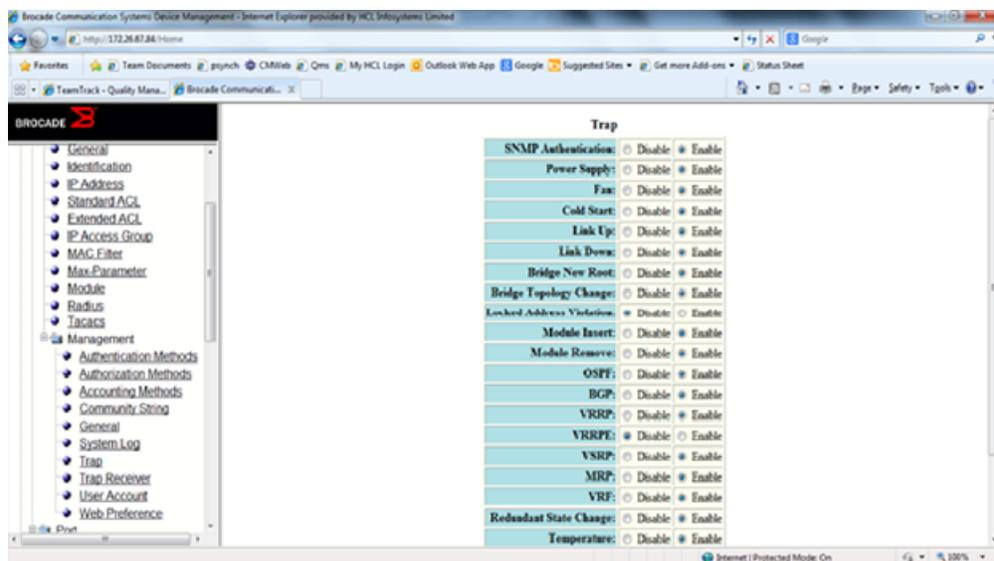 Brocade Communication Systems Device Management - Internet Explorer provided by HCL Infosystems Limited
http://172.26.67.84/Home
Google
Favorites Team Documents psynch CMWeb Qms My HCL Login Outlook Web App Google Suggested Sites Get more Add-ons Status Sheet
TeamTrack - Quality Mana... Brocade Communicati... X
Page Safety Tools
BROCADE
General
Identification
IP Address
Standard ACL
Extended ACL
IP Access Group
MAC Filter
Max-Parameter
Module
Radius
Tacacs
Management
Authentication Methods
Authorization Methods
Accounting Methods
Community String
General
System Log
Trap
Trap Receiver
User Account
Web Preference
Port
Trap
SNMP Authentication: Disable Enable
Power Supply: Disable Enable
Fan: Disable Enable
Cold Start: Disable Enable
Link Up: Disable Enable
Link Down: Disable Enable
Bridge New Root: Disable Enable
Bridge Topology Change: Disable Enable
Locked Address Violation: Disable Enable
Module Insert: Disable Enable
Module Remove: Disable Enable
OSPF: Disable Enable
BGP: Disable Enable
VRRP: Disable Enable
VRRPE: Disable Enable
VSRP: Disable Enable
MRP: Disable Enable
VRF: Disable Enable
Redundant State Change: Disable Enable
Temperature: Disable Enable
Internet | Protected Mode: On
100%